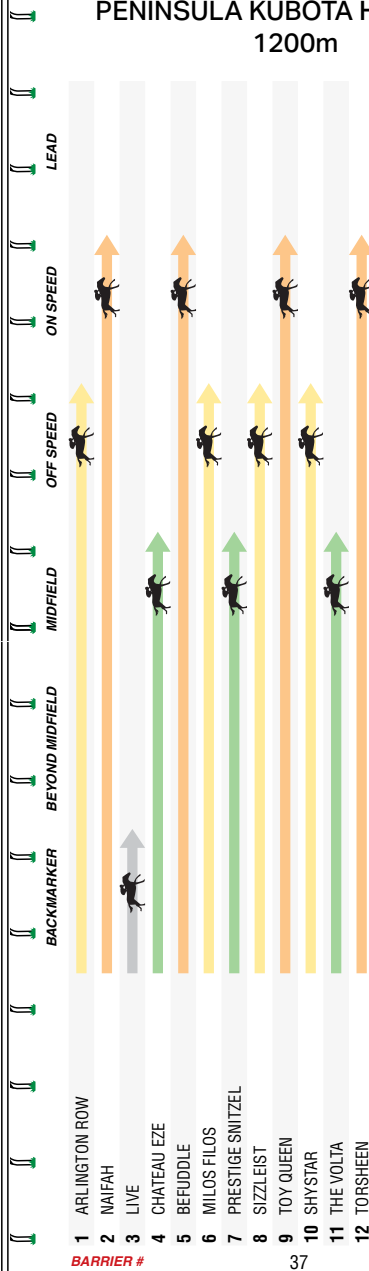 PENINSULA KUBOTA H
1200m
LEAD
ON SPEED
OFF SPEED
MIDFIELD
BEYOND MIDFIELD
BACKMARKER
1 ARLINGTON ROW
2 NAIFAH
3 LIVE
4 CHATEAU EZE
5 BEFUDDLE
6 MILOS FILOS
7 PRESTIGE SNITZEL
8 SIZZLEIST
9 TOY QUEEN
10 SHYSTAR
11 THE VOLTA
12 TORSHEEN
BARRIER #
37